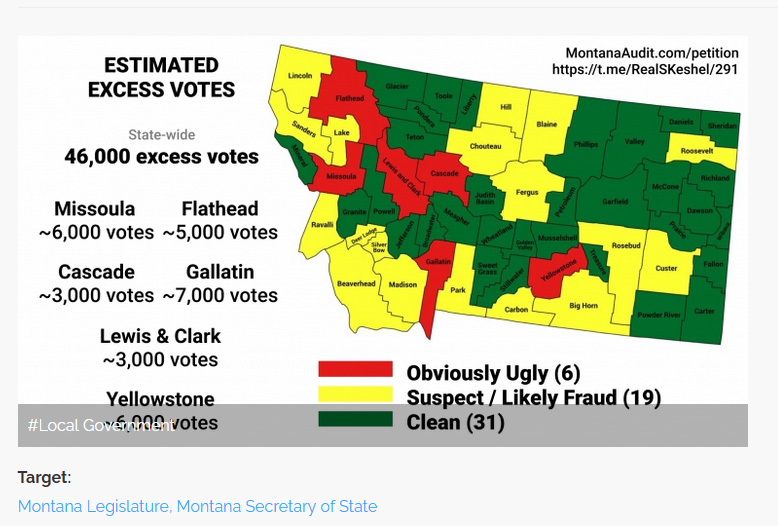 MontanaAudit.com/petition
https://t.me/RealSKeshel/291
ESTIMATED
EXCESS VOTES
State-wide
46,000 excess votes
Missoula
~6,000 votes
Flathead
~5,000 votes
Cascade
~3,000 votes
Gallatin
~7,000 votes
Lewis & Clark
~3,000 votes
Yellowstone
~6,000 votes
Lincoln
Flathead
Glacier
Toole
Liberty
Hill
Blaine
Phillips
Valley
Daniels
Sheridan
Roosevelt
Sanders
Lake
Pondera
Teton
Chouteau
Mineral
Missoula
Lewis and Clark
Cascade
Judith
Basin
Fergus
Petroleum
Garfield
McCone
Richland
Dawson
Prairie
Wibaux
Granite
Powell
Jefferson
Broadwater
Meagher
Wheatland
Golden
Valley
Musselshell
Rosebud
Custer
Fallon
Ravalli
Deer Lodge
Silver
Bow
Gallatin
Sweet
Grass
Stillwater
Yellowstone
Treasure
Beaverhead
Madison
Park
Carbon
Big Horn
Powder River
Carter
Obviously Ugly (6)
Suspect / Likely Fraud (19)
Clean (31)
#Local Government
Target:
Montana Legislature, Montana Secretary of State